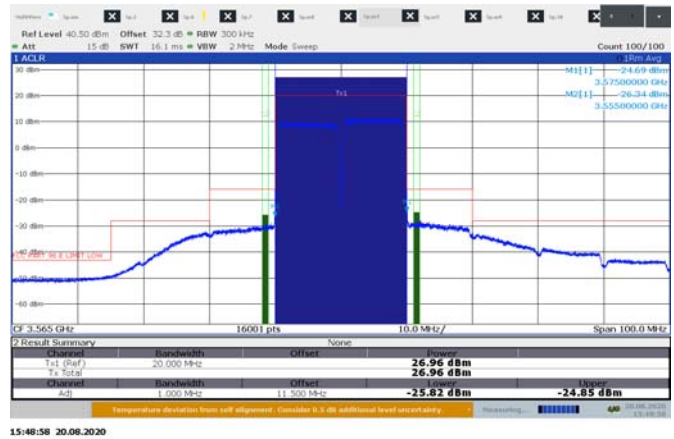 Ref Level 40.50 dBm Offset 32.3 dB RBW 300 kHz
Att 15 dB SWT 16.1 ms VBW 2 MHz Mode Sweep Count 100/100
1 ACLR 1Rm Avg
M1[1] -24.69 dBm
3.57500000 GHz
M2[1] -26.34 dBm
3.55500000 GHz
30 dBm
20 dBm
Tx1
10 dBm
0 dBm
-10 dBm
-20 dBm
-30 dBm
-40 dBm
-50 dBm
-60 dBm
CF 3.565 GHz 16001 pts 10.0 MHz/ Span 100.0 MHz
2 Result Summary None
Channel Bandwidth Offset Power
Tx1 (Ref) 20.000 MHz 26.96 dBm
Tx Total 26.96 dBm
Channel Bandwidth Offset Lower Upper
Adj 1.000 MHz 11.500 MHz -25.82 dBm -24.85 dBm
Temperature deviation from self alignment. Consider 0.5 dB additional level uncertainty. Measuring... 20.08.2020
15:48:58
15:48:58 20.08.2020